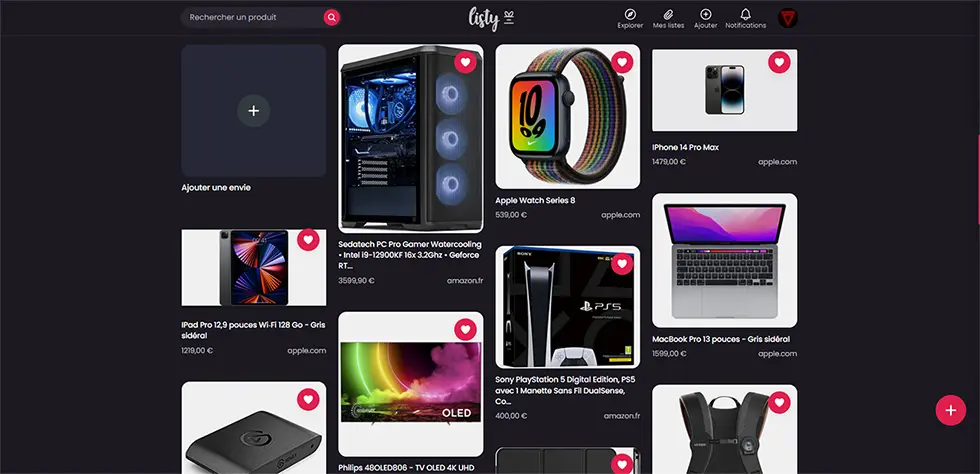 Rechercher un produit
listy
Explorer
Mes listes
Ajouter
Notifications
Ajouter une envie
IPad Pro 12,9 pouces Wi-Fi 128 Go - Gris
sidéral
1219,00 €
apple.com
Sedatech PC Pro Gamer Watercooling
• Intel i9-12900KF 16x 3.2Ghz • Geforce
RT...
3599,90 €
amazon.fr
OLED
Philips 48OLED806 - TV OLED 4K UHD
10
09
Apple Watch Series 8
539,00 €
apple.com
SONY
PS5
Sony PlayStation 5 Digital Edition, PS5
avec 1 Manette Sans Fil DualSense,
Co...
400,00 €
amazon.fr
IPhone 14 Pro Max
1479,00 €
apple.com
MacBook Pro 13 pouces - Gris sidéral
1599,00 €
apple.com